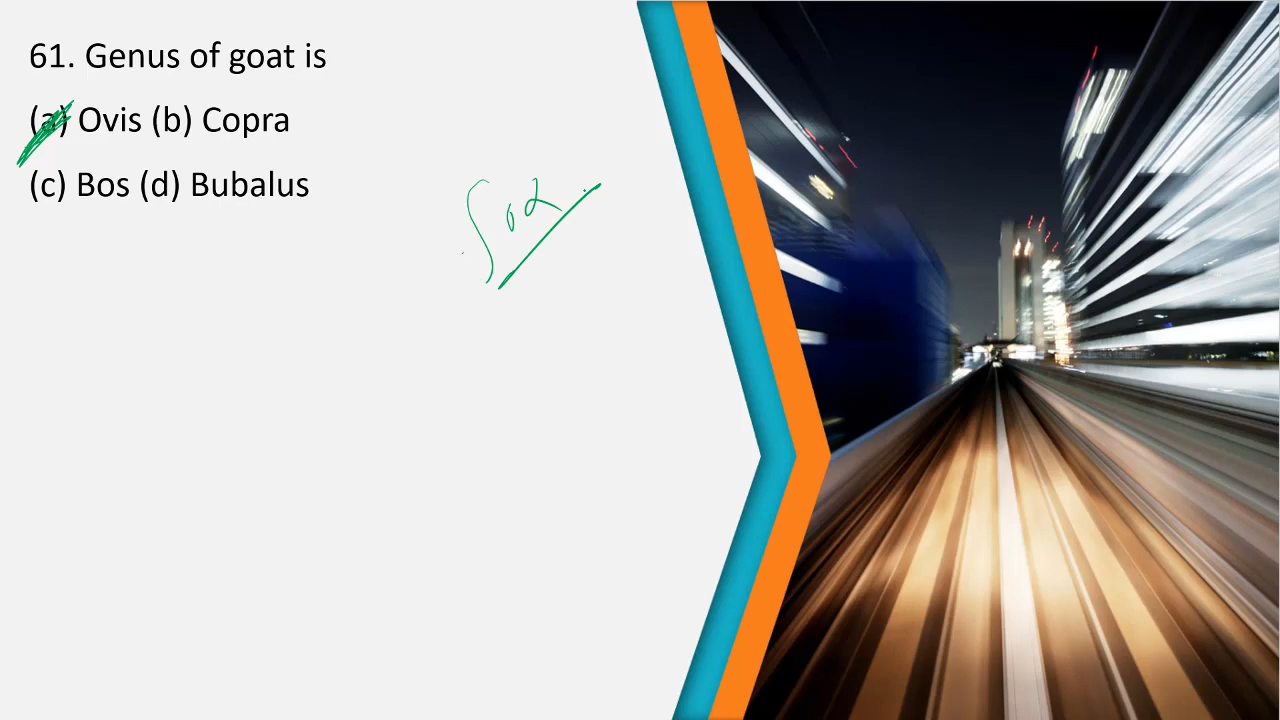 61. Genus of goat is
(a) Ovis (b) Copra
(c) Bos (d) Bubalus